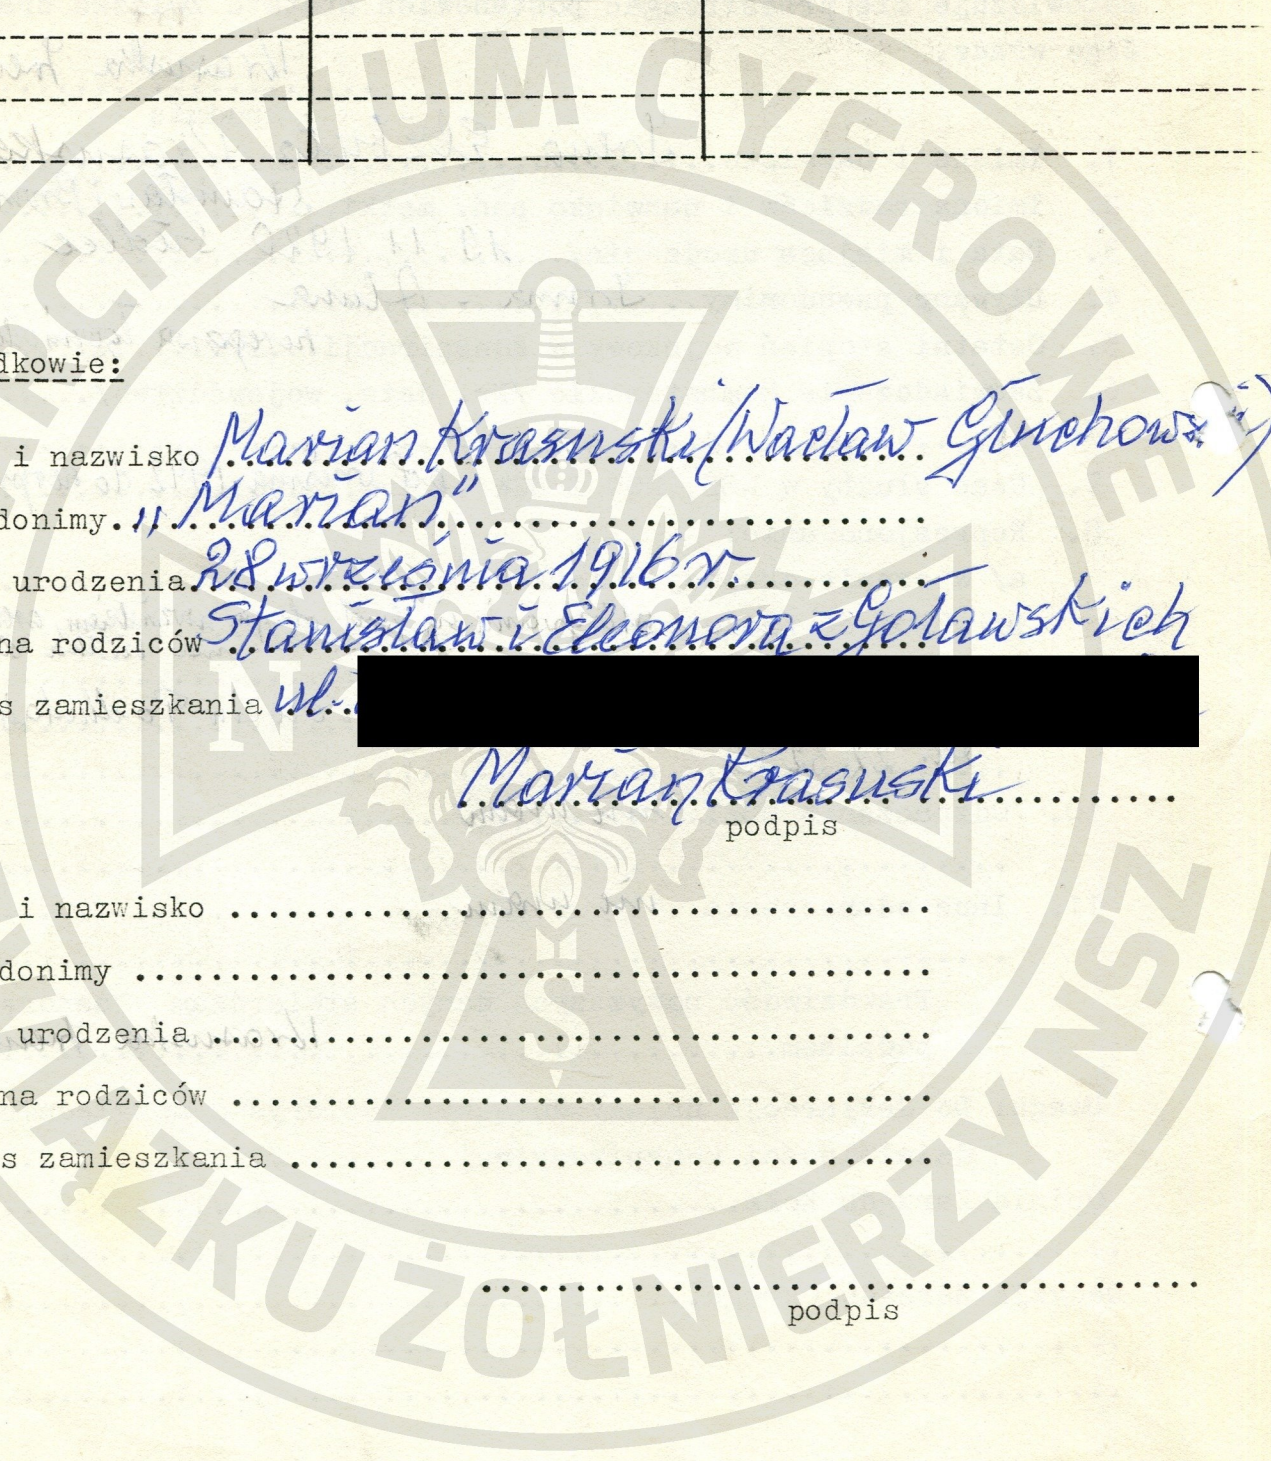 dkowie:
i nazwisko Marian Krasuski (Wacław Głuchowski)
donimy „Marian”
urodzenia 28 września 1916 r.
na rodziców Stanisław i Eleonora z Goławskich
s zamieszkania ul.
Marian Krasuski
podpis
i nazwisko
donimy
urodzenia
na rodziców
s zamieszkania
podpis
ARCHIWUM CYFROWE
ZWIĄZKU ŻOŁNIERZY NSZ
N
S